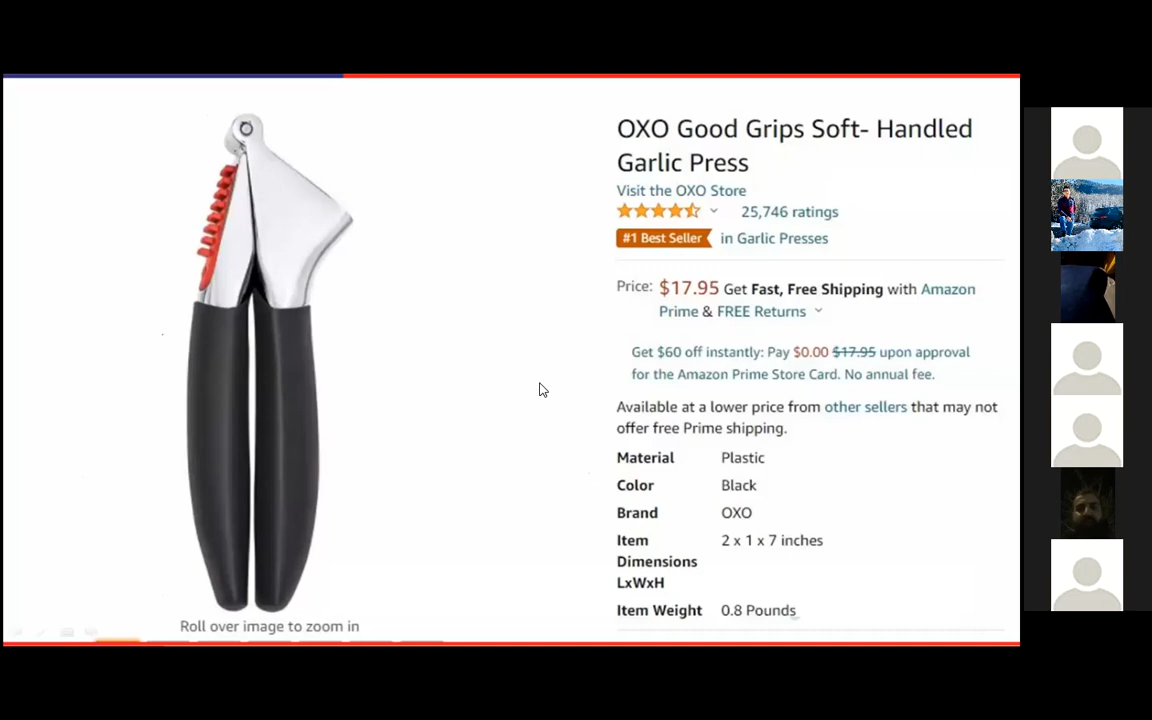 OXO Good Grips Soft- Handled
Garlic Press
Visit the OXO Store
25,746 ratings
#1 Best Seller in Garlic Presses
Price: $17.95 Get Fast, Free Shipping with Amazon
Prime & FREE Returns
Get $60 off instantly: Pay $0.00 $17.95 upon approval
for the Amazon Prime Store Card. No annual fee.
Available at a lower price from other sellers that may not
offer free Prime shipping.
Material Plastic
Color Black
Brand OXO
Item 2 x 1 x 7 inches
Dimensions
LxWxH
Item Weight 0.8 Pounds
Roll over image to zoom in